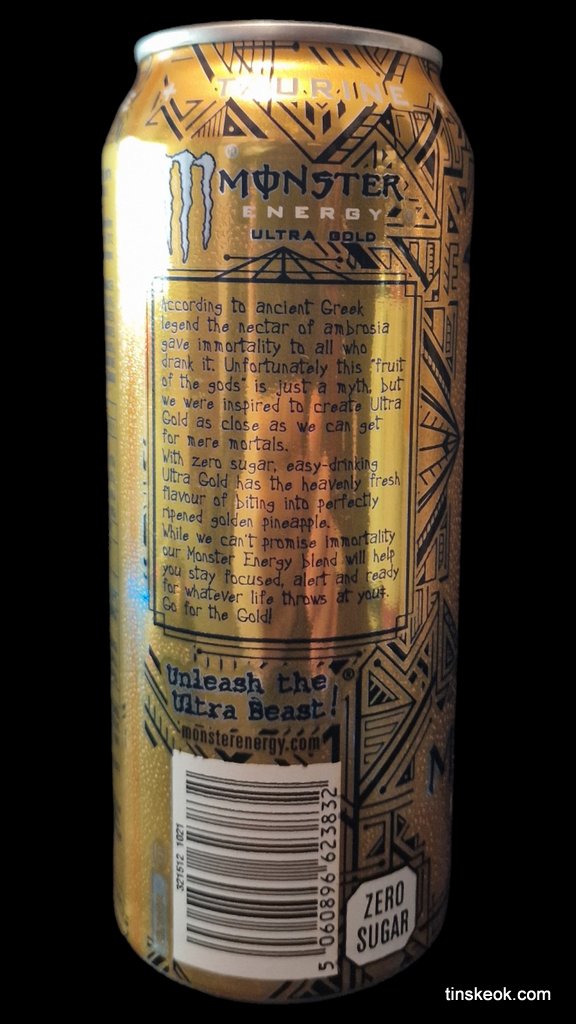 TAURINE
MONSTER
ENERGY
ULTRA GOLD
According to ancient Greek
legend the nectar of ambrosia
gave immortality to all who
drank it. Unfortunately this "fruit
of the gods" is just a myth, but
we were inspired to create Ultra
Gold as close as we can get
for mere mortals.
With zero sugar, easy-drinking
Ultra Gold has the heavenly fresh
flavour of biting into perfectly
ripened golden pineapple.
While we can't promise immortality
our Monster Energy blend will help
you stay focused, alert and ready
for whatever life throws at you‡.
Go for the Gold!
Unleash the
Ultra Beast!®
monsterenergy.com
321512 1021
5 060896 623832
ZERO
SUGAR
tinskeok.com